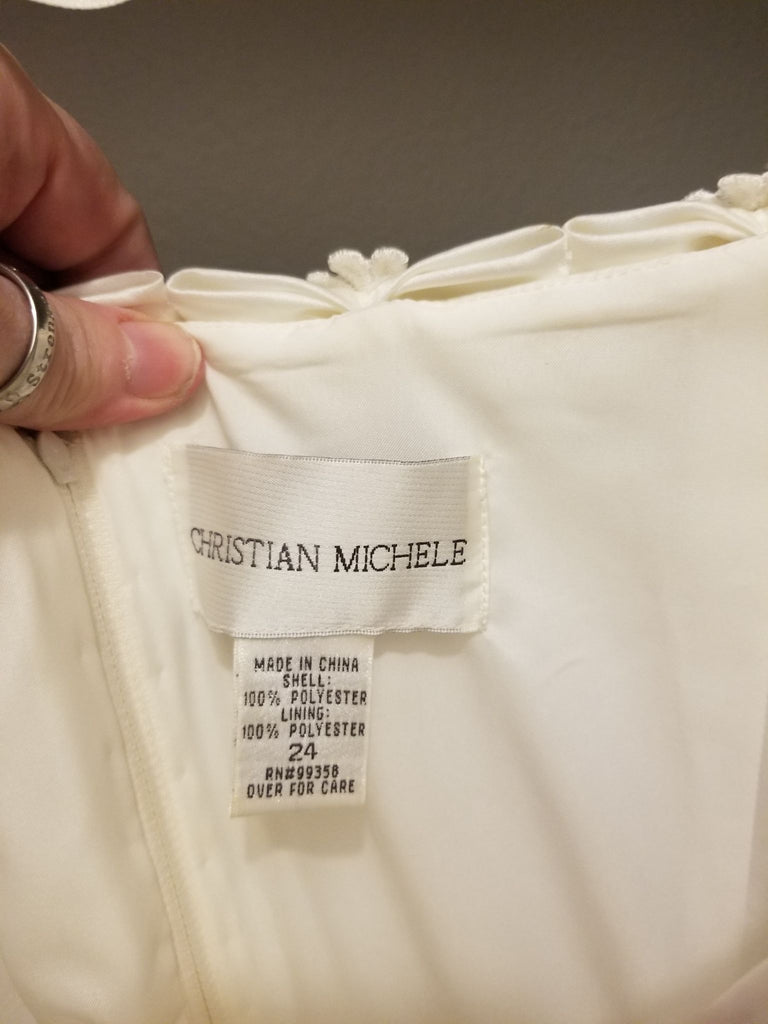 CHRISTIAN MICHELE
MADE IN CHINA
SHELL:
100% POLYESTER
LINING:
100% POLYESTER
24
RN#99358
OVER FOR CARE